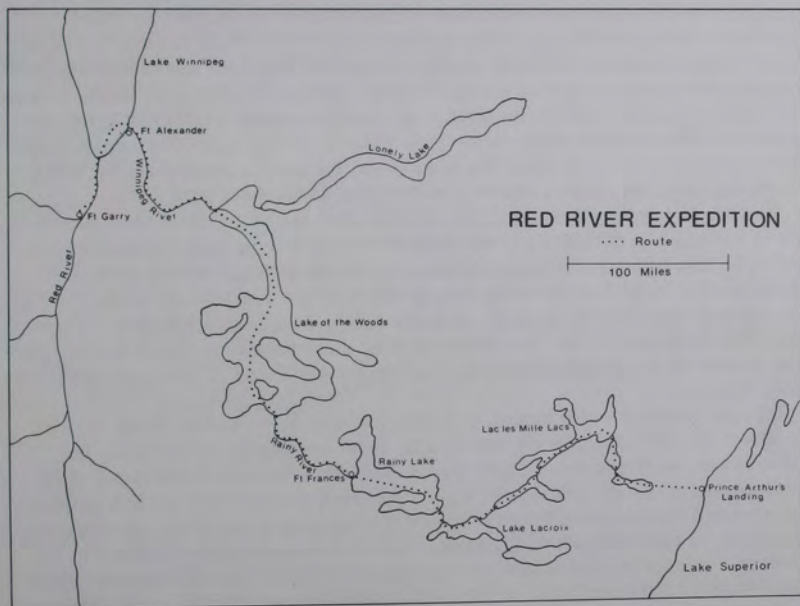 Lake Winnipeg
Ft Alexander
Lonely Lake
Winnipeg River
Ft Garry
RED RIVER EXPEDITION
.... Route
100 Miles
Red River
Lake of the Woods
Lac les Mille Lacs
Rainy River
Rainy Lake
Ft Frances
Prince Arthur's
Landing
Lake Lacroix
Lake Superior